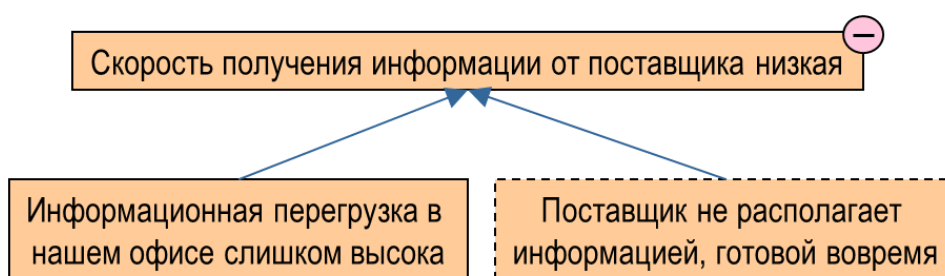 Скорость получения информации от поставщика низкая
Информационная перегрузка в
нашем офисе слишком высока
Поставщик не располагает
информацией, готовой вовремя